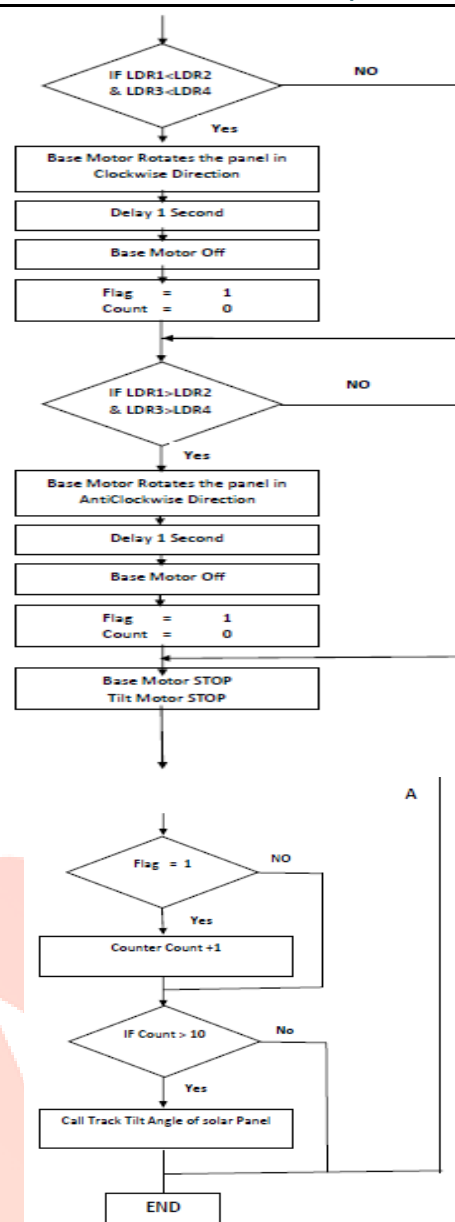 IF LDR1<LDR2
& LDR3<LDR4
NO
Yes
Base Motor Rotates the panel in
Clockwise Direction
Delay 1 Second
Base Motor Off
Flag = 1
Count = 0
IF LDR1>LDR2
& LDR3>LDR4
NO
Yes
Base Motor Rotates the panel in
AntiClockwise Direction
Delay 1 Second
Base Motor Off
Flag = 1
Count = 0
Base Motor STOP
Tilt Motor STOP
A
Flag = 1
NO
Yes
Counter Count +1
IF Count > 10
No
Yes
Call Track Tilt Angle of solar Panel
END